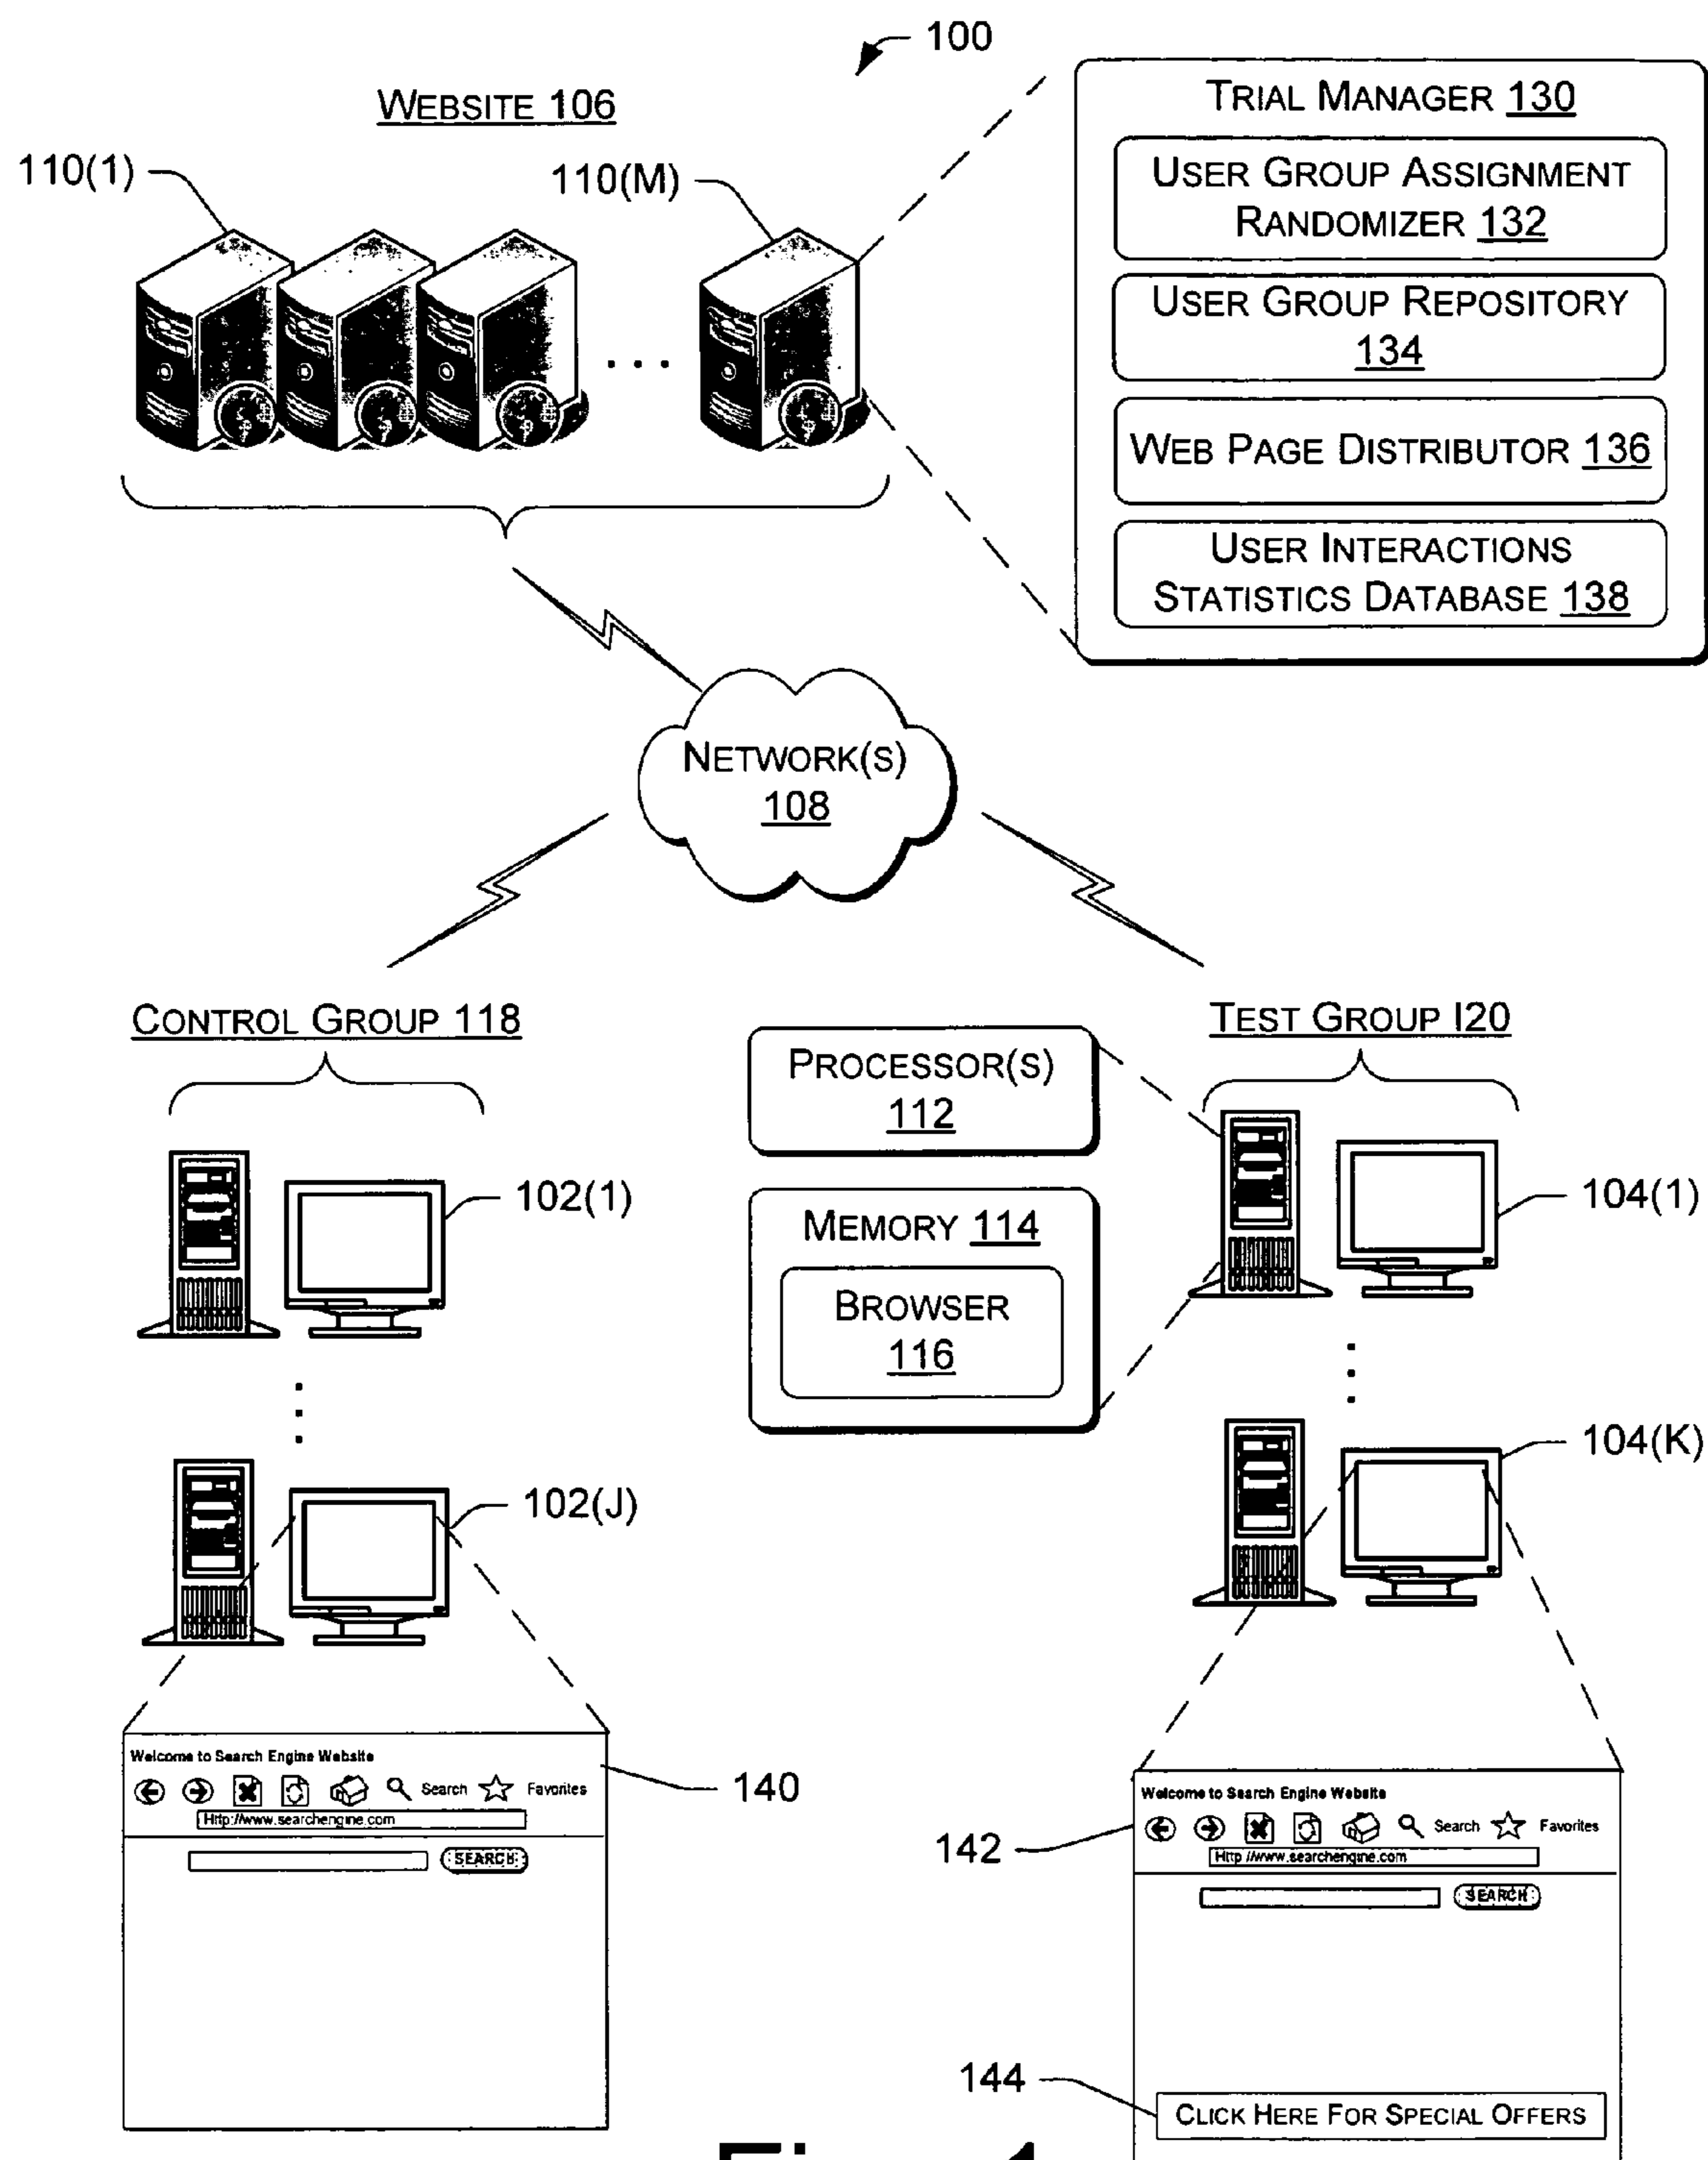 100
WEBSITE 106
110(1)
110(M)
TRIAL MANAGER 130
USER GROUP ASSIGNMENT
RANDOMIZER 132
USER GROUP REPOSITORY
134
WEB PAGE DISTRIBUTOR 136
USER INTERACTIONS
STATISTICS DATABASE 138
NETWORK(S)
108
CONTROL GROUP 118
102(1)
102(J)
PROCESSOR(S)
112
MEMORY 114
BROWSER
116
TEST GROUP I20
104(1)
104(K)
Welcome to Search Engine Website
Search Favorites
Http://www.searchengine.com
SEARCH
140
142
Welcome to Search Engine Website
Search Favorites
Http //www.searchengine.com
SEARCH
144
CLICK HERE FOR SPECIAL OFFERS